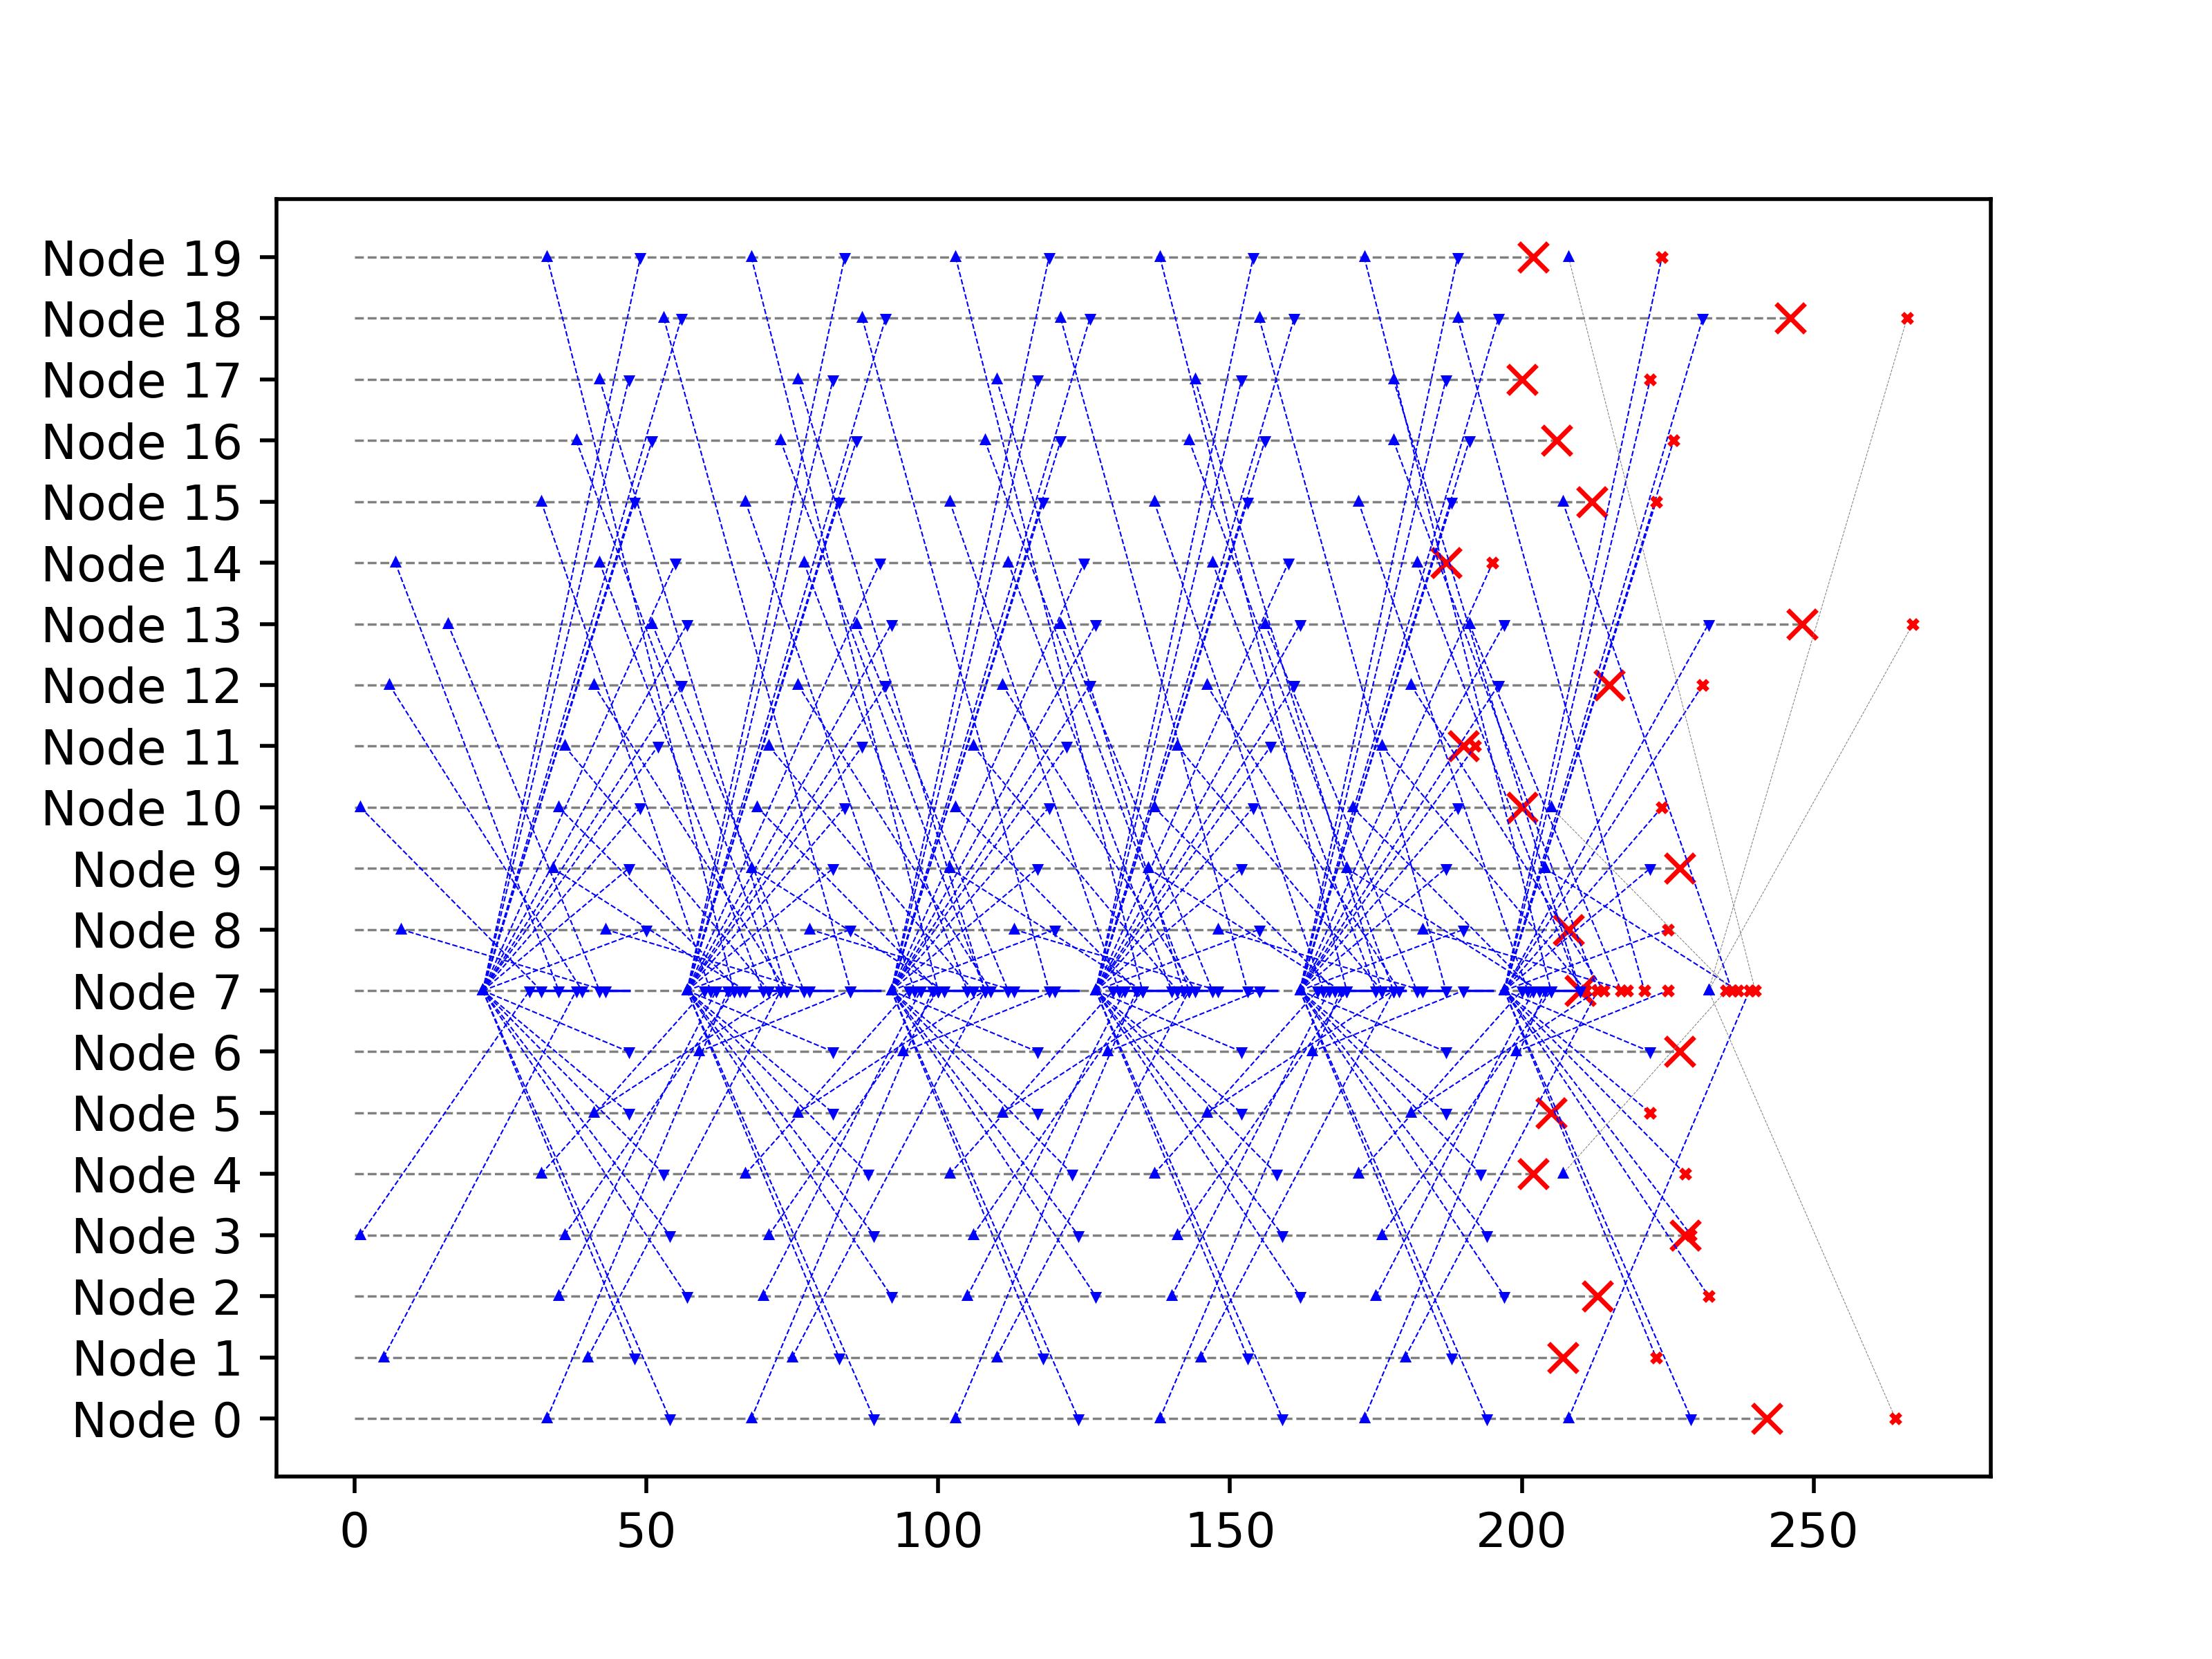 Node 19
Node 18
Node 17
Node 16
Node 15
Node 14
Node 13
Node 12
Node 11
Node 10
Node 9
Node 8
Node 7
Node 6
Node 5
Node 4
Node 3
Node 2
Node 1
Node 0
0 50 100 150 200 250